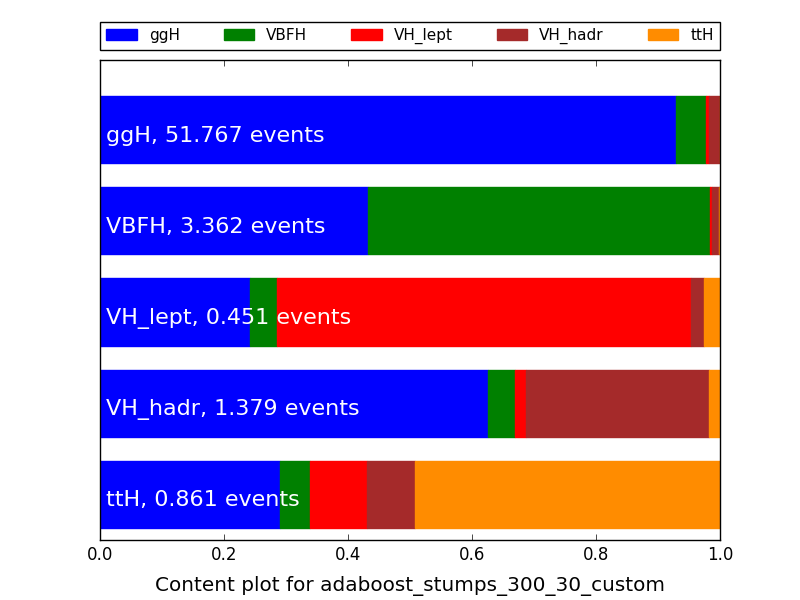 ggH VBFH VH_lept VH_hadr ttH
ggH, 51.767 events
VBFH, 3.362 events
VH_lept, 0.451 events
VH_hadr, 1.379 events
ttH, 0.861 events
0.0 0.2 0.4 0.6 0.8 1.0
Content plot for adaboost_stumps_300_30_custom